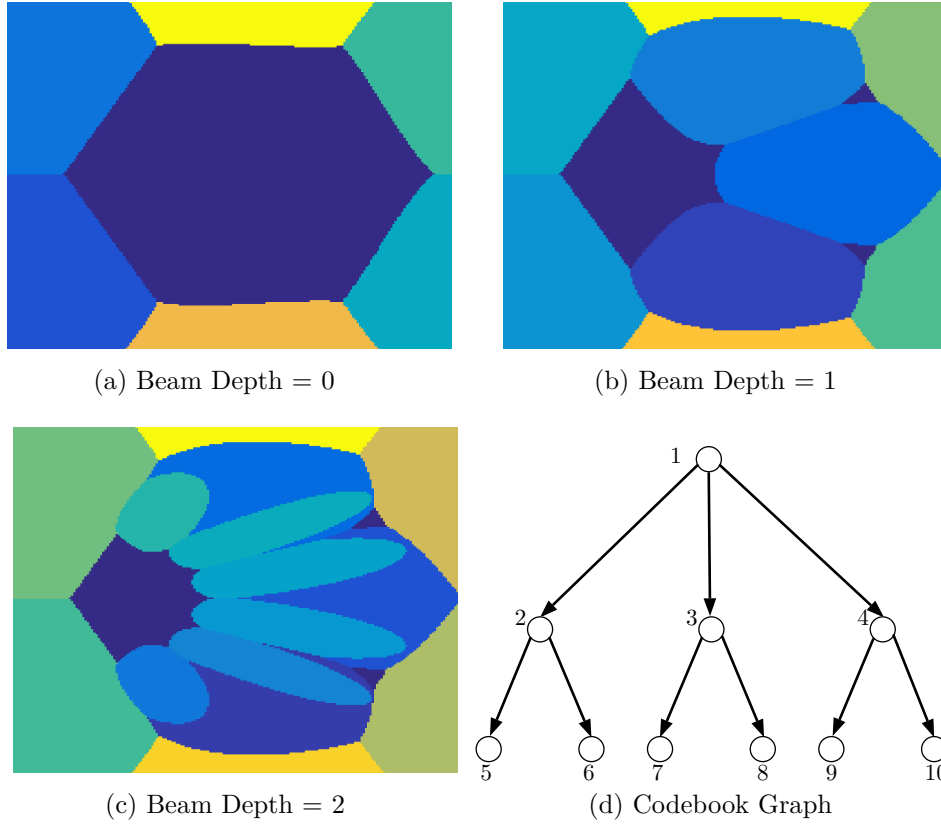 (a) Beam Depth = 0
(b) Beam Depth = 1
1
2
3
4
5
6
7
8
9
10
(c) Beam Depth = 2
(d) Codebook Graph